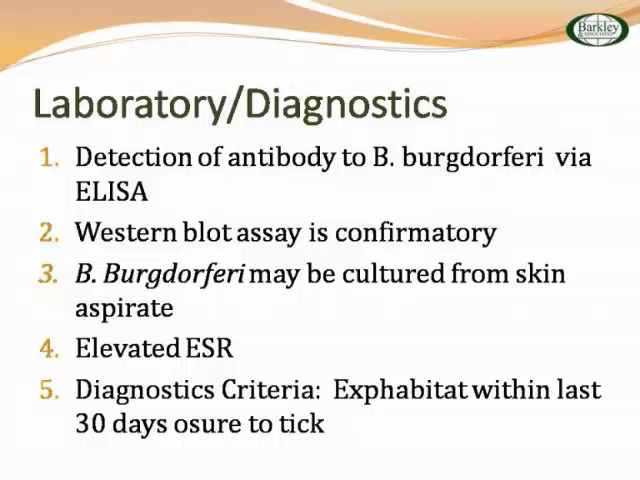 Barkley
& ASSOCIATES
Laboratory/Diagnostics
1. Detection of antibody to B. burgdorferi via
ELISA
2. Western blot assay is confirmatory
3. B. Burgdorferi may be cultured from skin
aspirate
4. Elevated ESR
5. Diagnostics Criteria: Exphabitat within last
30 days osure to tick